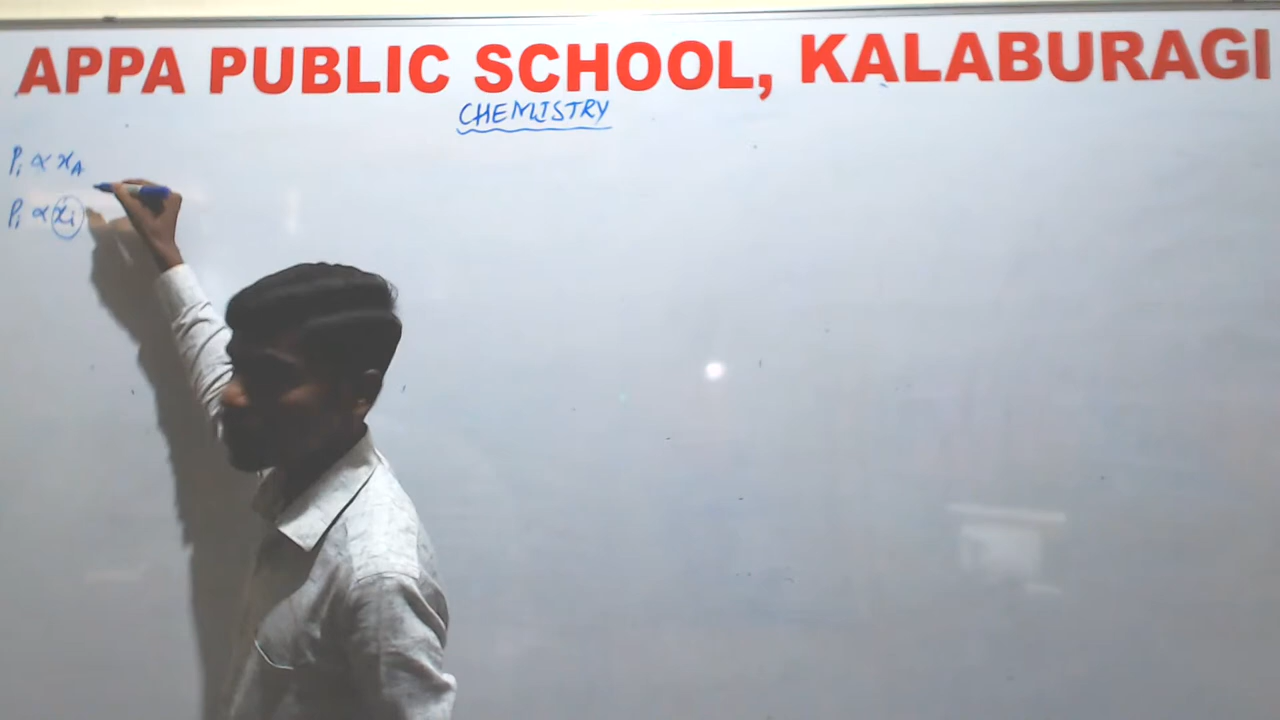 APPA PUBLIC SCHOOL, KALABURAGI
CHEMISTRY
P₁ ∝ x_A
P₁ ∝ x₁